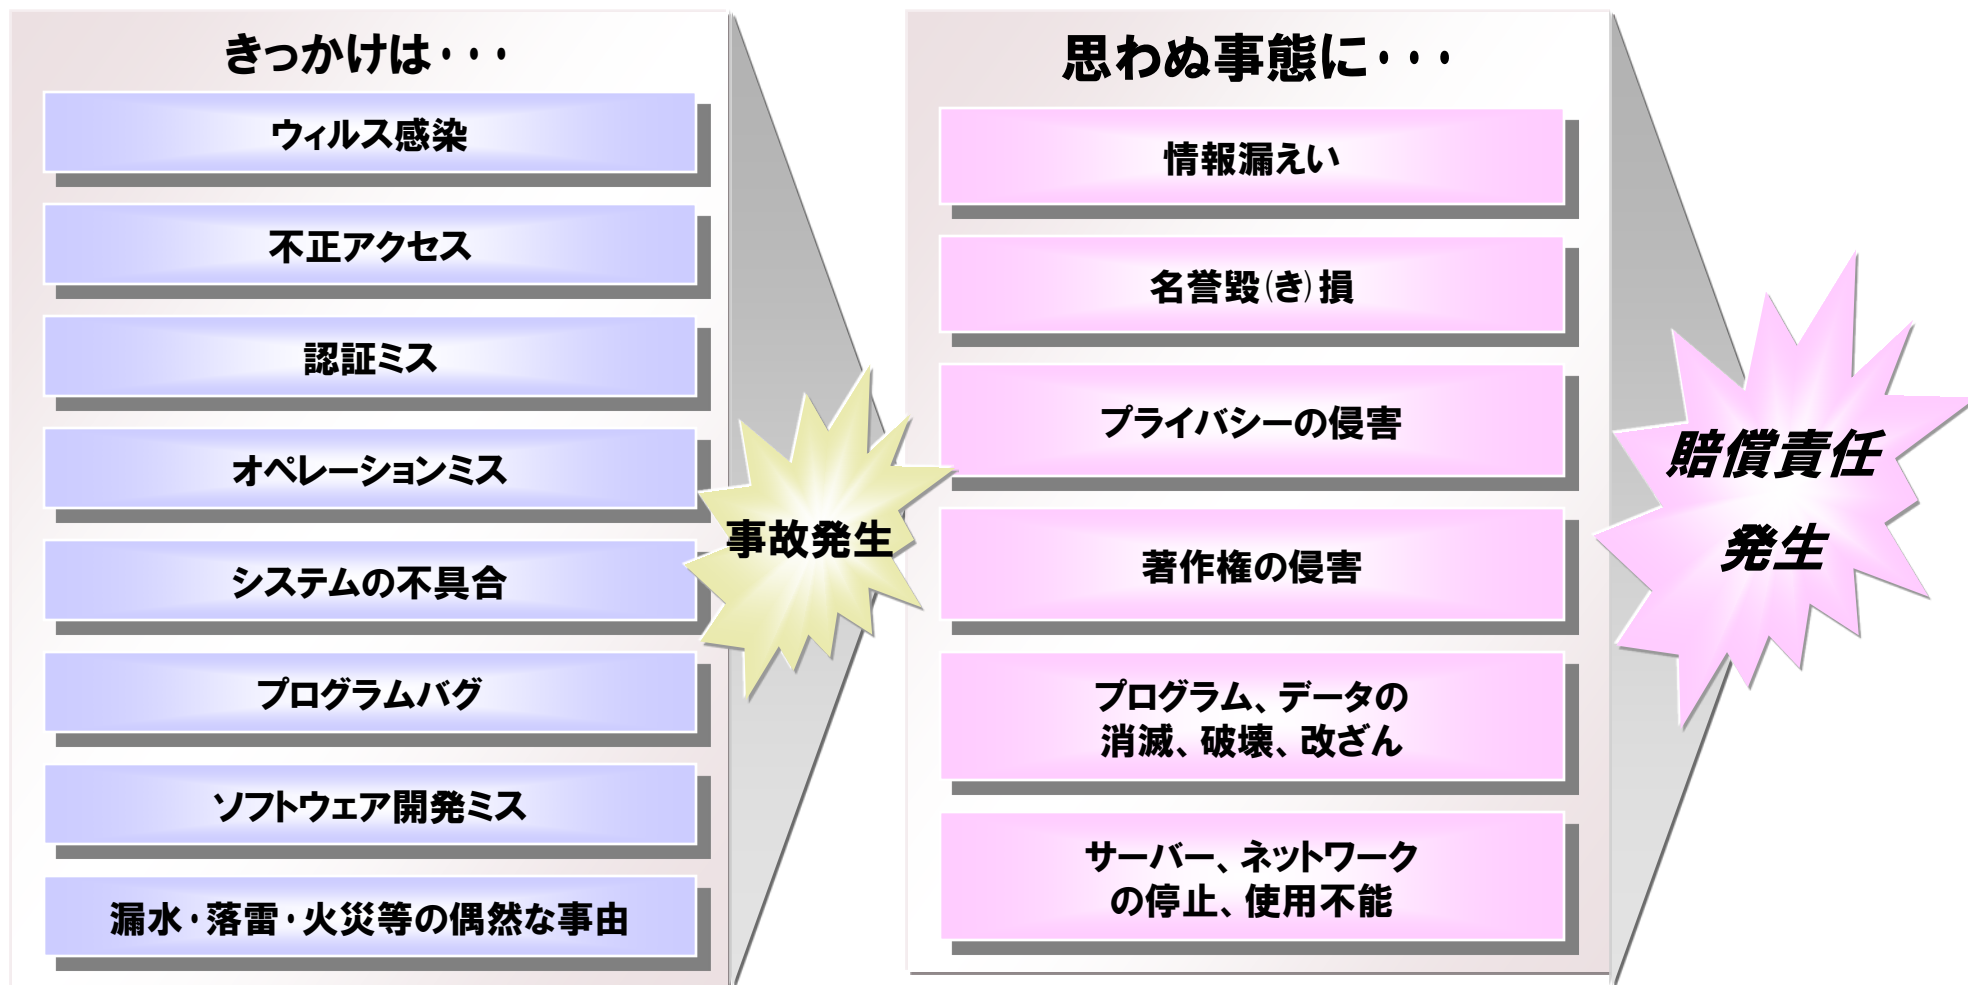 きっかけは・・・
ウィルス感染
不正アクセス
認証ミス
オペレーションミス
システムの不具合
プログラムバグ
ソフトウェア開発ミス
漏水・落雷・火災等の偶然な事由
事故発生
思わぬ事態に・・・
情報漏えい
名誉毀(き)損
プライバシーの侵害
著作権の侵害
プログラム、データの
消滅、破壊、改ざん
サーバー、ネットワーク
の停止、使用不能
賠償責任
発生